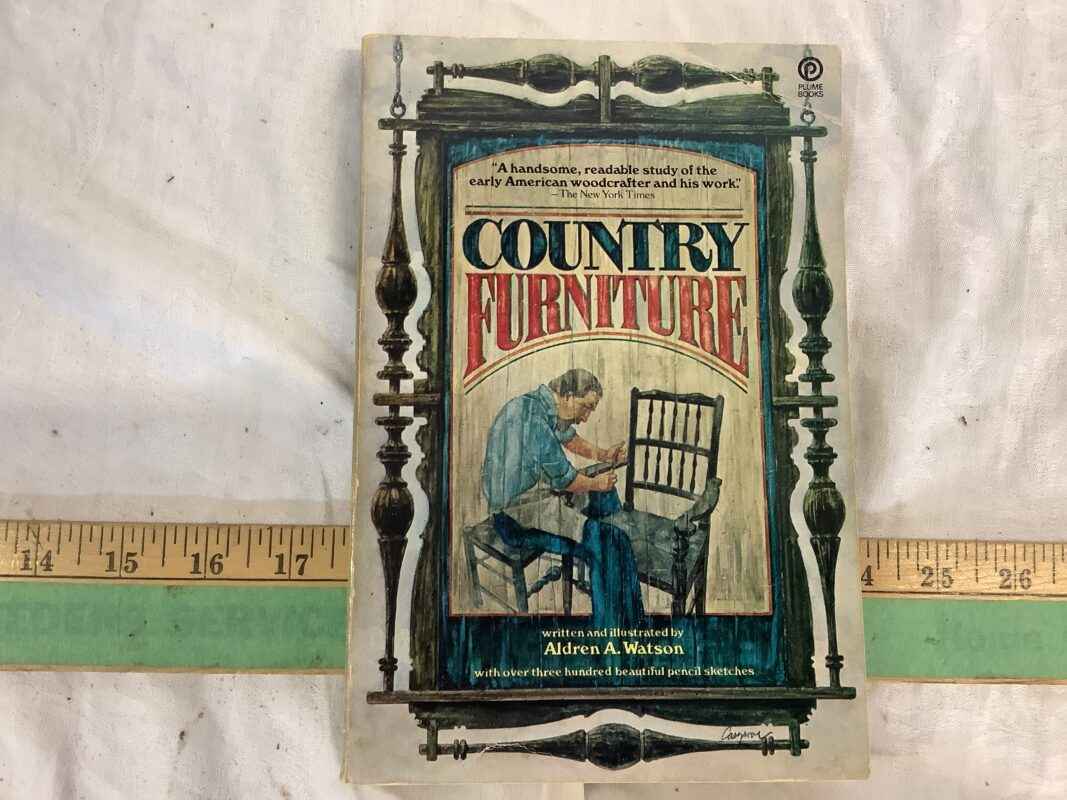 PLUME
BOOKS
"A handsome, readable study of the
early American woodcrafter and his work."
—The New York Times
COUNTRY
FURNITURE
14 15 16 17
4 25 26
written and illustrated by
Aldren A. Watson
with over three hundred beautiful pencil sketches